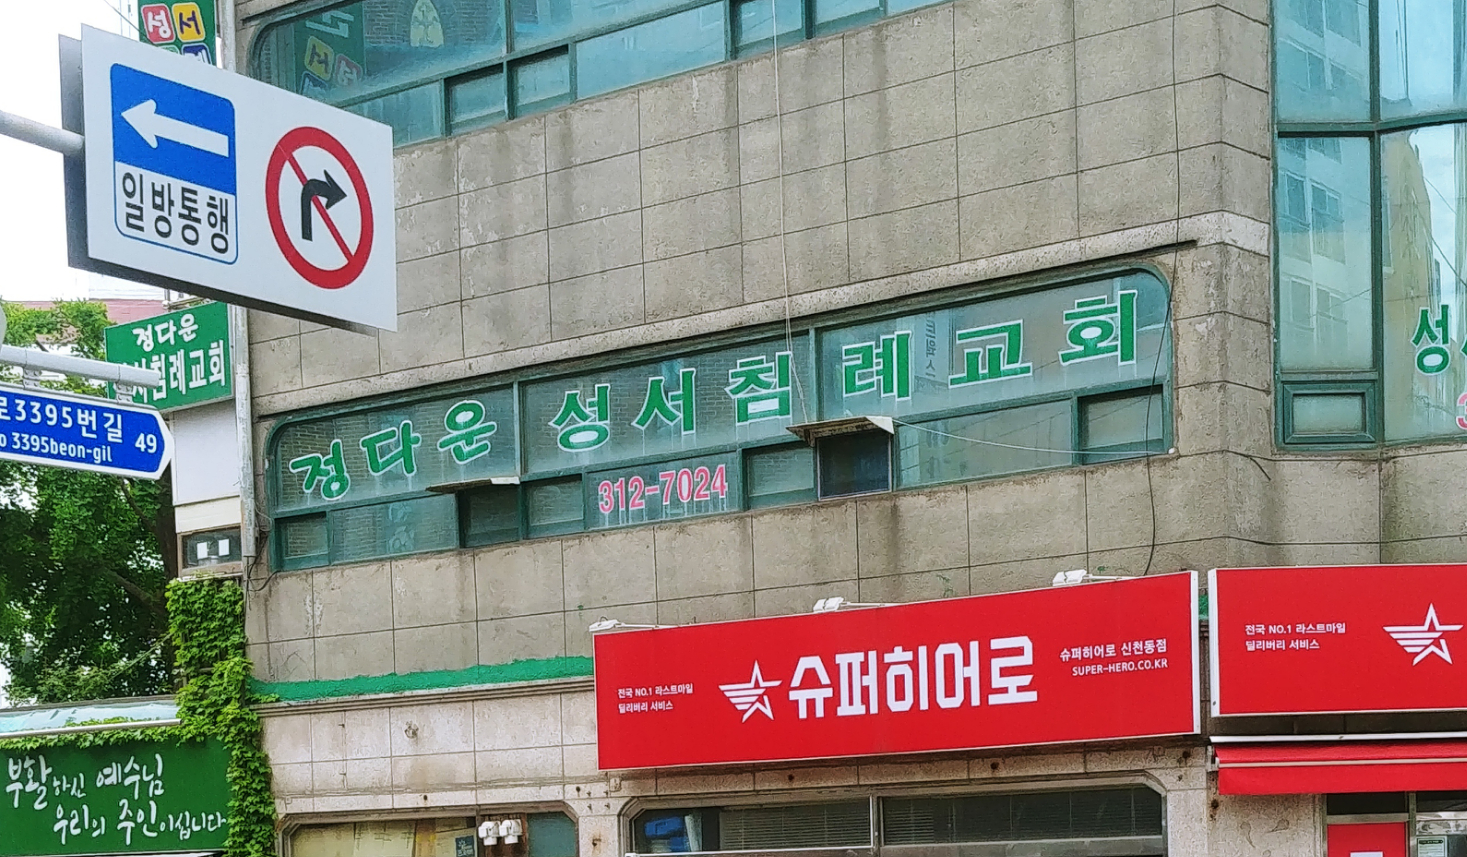 성서
일방통행
정다운
침례교회
3395번길 49
3395beon-gil
정다운 성서침례교회
312-7024
성
전국 NO.1 라스트마일
딜리버리 서비스
슈퍼히어로
슈퍼히어로 신천동점
SUPER-HERO.CO.KR
전국 NO.1 라스트마일
딜리버리 서비스
부활하신 예수님
우리의 주인이십니다